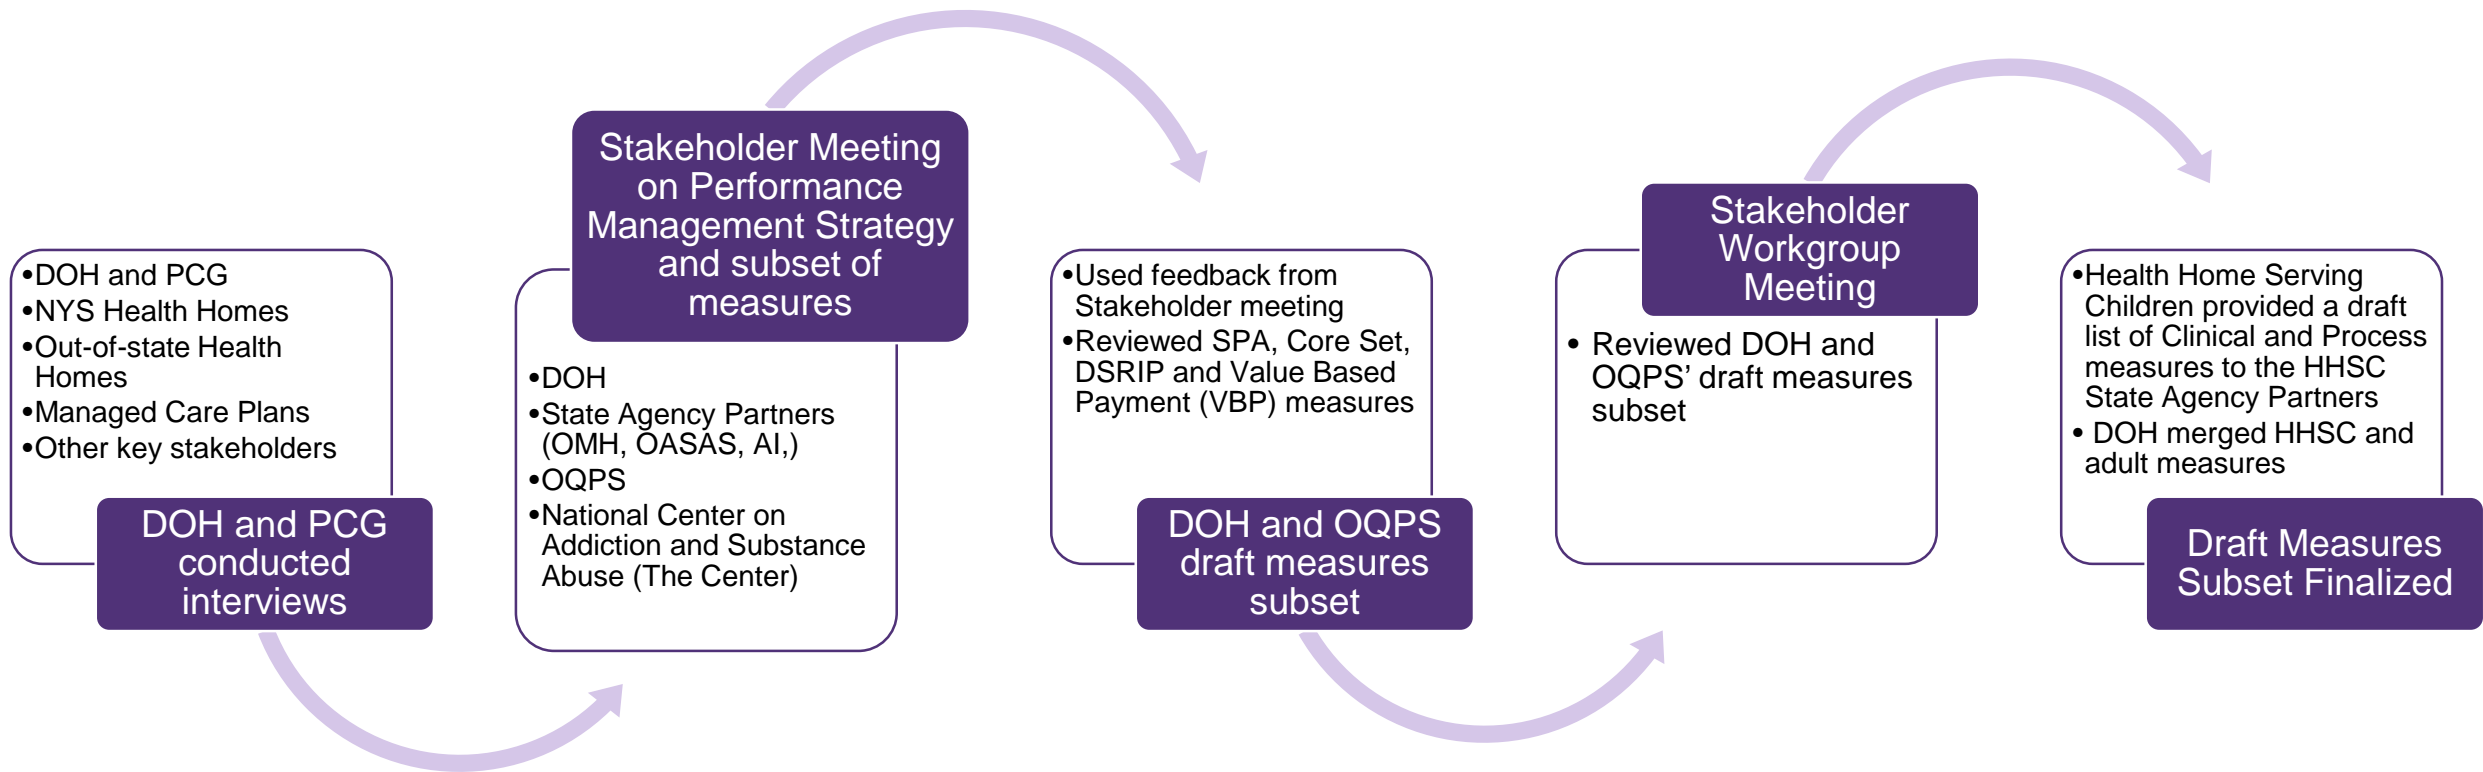 •DOH and PCG
•NYS Health Homes
•Out-of-state Health
Homes
•Managed Care Plans
•Other key stakeholders
DOH and PCG
conducted
interviews
Stakeholder Meeting
on Performance
Management Strategy
and subset of
measures
•DOH
•State Agency Partners
(OMH, OASAS, AI,)
•OQPS
•National Center on
Addiction and Substance
Abuse (The Center)
•Used feedback from
Stakeholder meeting
•Reviewed SPA, Core Set,
DSRIP and Value Based
Payment (VBP) measures
DOH and OQPS
draft measures
subset
Stakeholder
Workgroup
Meeting
• Reviewed DOH and
OQPS’ draft measures
subset
•Health Home Serving
Children provided a draft
list of Clinical and Process
measures to the HHSC
State Agency Partners
• DOH merged HHSC and
adult measures
Draft Measures
Subset Finalized